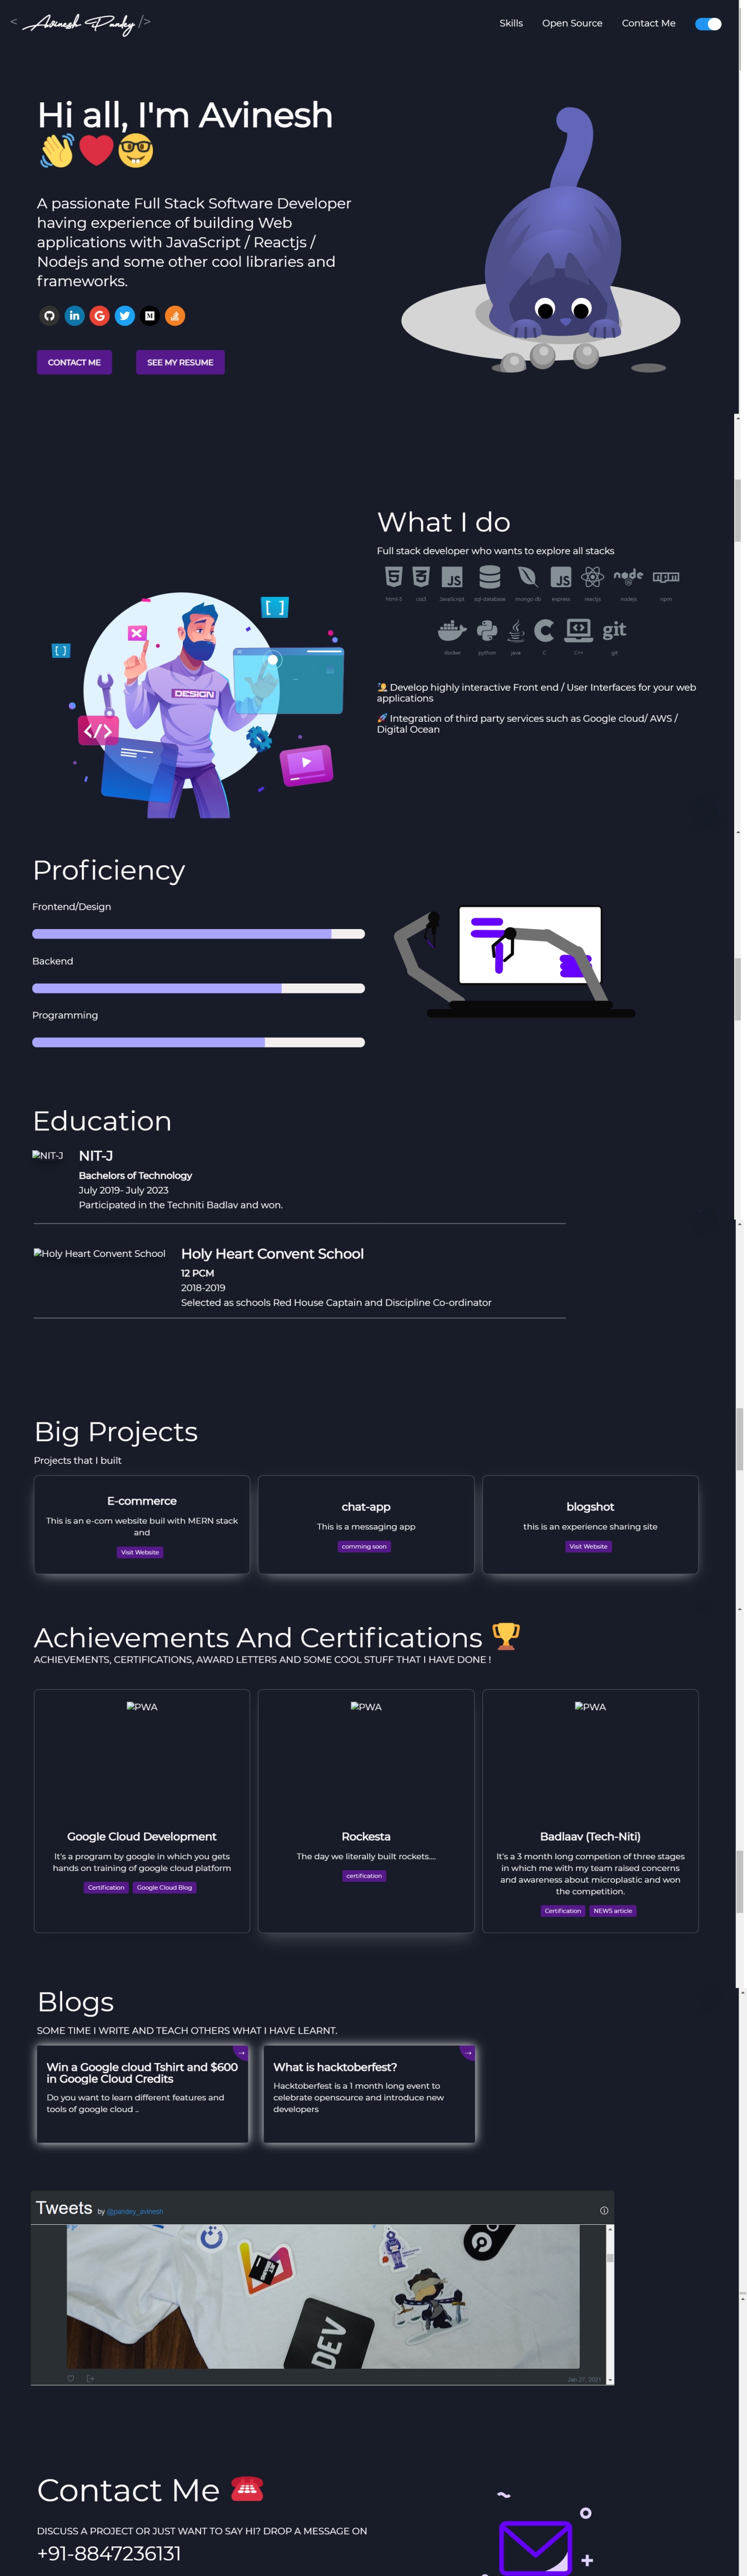 < Avinesh Pandey />
Skills Open Source Contact Me
Hi all, I'm Avinesh
A passionate Full Stack Software Developer
having experience of building Web
applications with JavaScript / Reactjs /
Nodejs and some other cool libraries and
frameworks.
CONTACT ME SEE MY RESUME
What I do
Full stack developer who wants to explore all stacks
html-5 css3 JavaScript sql-database mongo db express reactjs nodejs npm
docker python java C C++ git
Develop highly interactive Front end / User Interfaces for your web
applications
Integration of third party services such as Google cloud/ AWS /
Digital Ocean
DESIGN
Proficiency
Frontend/Design
Backend
Programming
Education
NIT-J
NIT-J
Bachelors of Technology
July 2019- July 2023
Participated in the Techniti Badlav and won.
Holy Heart Convent School
Holy Heart Convent School
12 PCM
2018-2019
Selected as schools Red House Captain and Discipline Co-ordinator
Big Projects
Projects that I built
E-commerce
This is an e-com website buil with MERN stack
and
Visit Website
chat-app
This is a messaging app
comming soon
blogshot
this is an experience sharing site
Visit Website
Achievements And Certifications
ACHIEVEMENTS, CERTIFICATIONS, AWARD LETTERS AND SOME COOL STUFF THAT I HAVE DONE !
PWA
Google Cloud Development
It's a program by google in which you gets
hands on training of google cloud platform
Certification Google Cloud Blog
PWA
Rockesta
The day we literally built rockets....
certification
PWA
Badlaav (Tech-Niti)
It's a 3 month long competion of three stages
in which me with my team raised concerns
and awareness about microplastic and won
the competition.
Certification NEWS article
Blogs
SOME TIME I WRITE AND TEACH OTHERS WHAT I HAVE LEARNT.
Win a Google cloud Tshirt and $600
in Google Cloud Credits
Do you want to learn different features and
tools of google cloud ..
What is hacktoberfest?
Hacktoberfest is a 1 month long event to
celebrate opensource and introduce new
developers
Tweets by @pandey_avinesh
DEV
Jan 27, 2021
Contact Me
DISCUSS A PROJECT OR JUST WANT TO SAY HI? DROP A MESSAGE ON
+91-8847236131